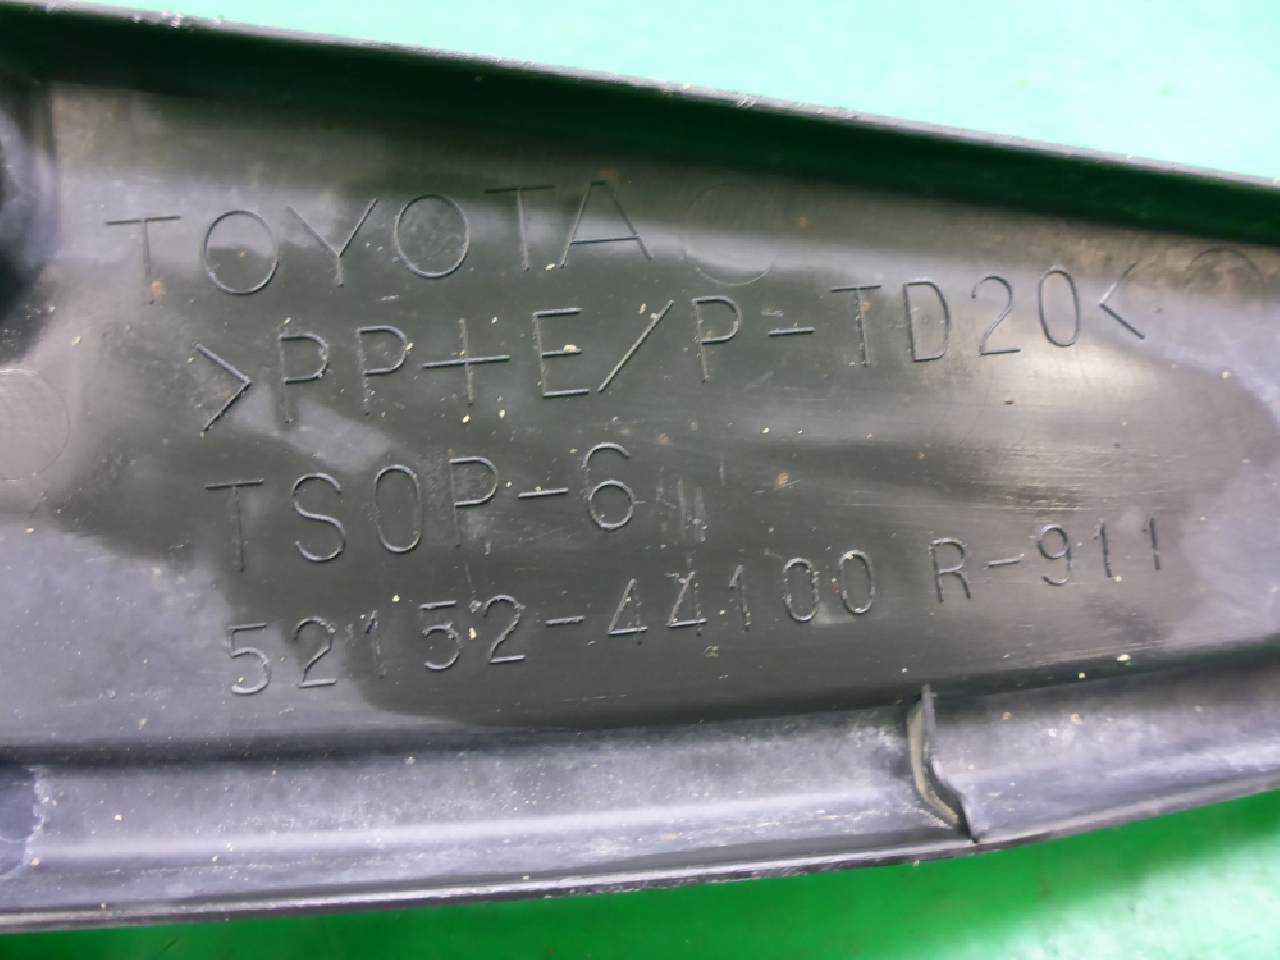 TOYOTA
>PP+E/P-TD20<
TSOP-6
52152-44100 R-911